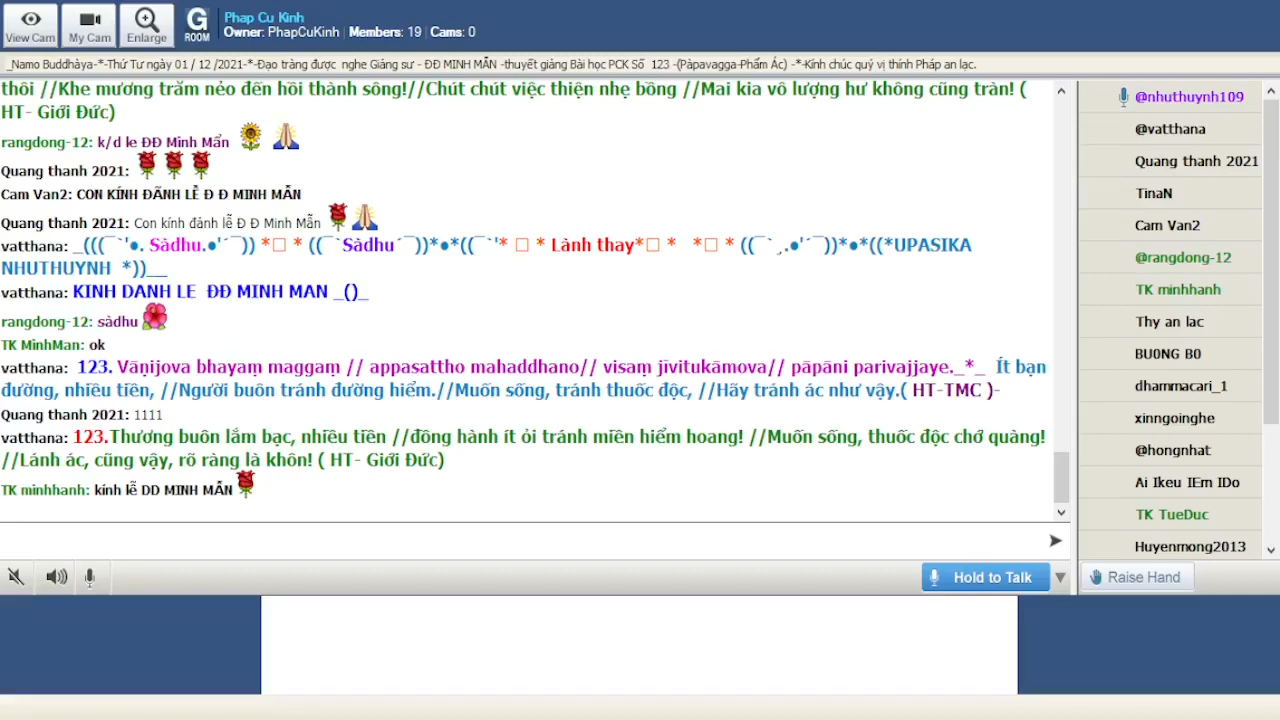 View Cam
My Cam
Enlarge
G ROOM
Phap Cu Kinh
Owner: PhapCuKinh | Members: 19 | Cams: 0
_Namo Buddhàya-*-Thứ Tư ngày 01 / 12 /2021-*-Đạo tràng được nghe Giảng sư - ĐĐ MINH MẪN -thuyết giảng Bài học PCK Số 123 -(Pàpavagga-Phẩm Ác) -*-Kính chúc quý vị thính Pháp an lạc.
thôi //Khe mương trăm nẻo đến hồi thành sông!//Chút chút việc thiện nhẹ bồng //Mai kia vô lượng hư không cũng tràn! (
HT- Giới Đức)
rangdong-12: k/d le ĐĐ Minh Mẩn
Quang thanh 2021:
Cam Van2: CON KÍNH ĐÃNH LỄ Đ Đ MINH MẪN
Quang thanh 2021: Con kính đảnh lễ Đ Đ Minh Mẫn
vatthana: _(((¯`'●. Sàdhu.●'´¯)) *□ * ((¯`Sàdhu´¯))*●*((¯`'* □ * Lành thay*□ * *□ * ((¯`¸.●'´¯))*●*((*UPASIKA
NHUTHUYNH *))__
vatthana: KINH DANH LE ĐĐ MINH MAN _()_
rangdong-12: sàdhu
TK MinhMan: ok
vatthana: 123. Vāṇijova bhayaṃ maggaṃ // appasattho mahaddhano// visaṃ jīvitukāmova// pāpāni parivajjaye._*_ Ít bạn
đường, nhiều tiền, //Người buôn tránh đường hiểm.//Muốn sống, tránh thuốc độc, //Hãy tránh ác như vậy.( HT-TMC )-
Quang thanh 2021: 1111
vatthana: 123.Thương buôn lắm bạc, nhiều tiền //đồng hành ít ỏi tránh miền hiểm hoang! //Muốn sống, thuốc độc chớ quàng!
//Lánh ác, cũng vậy, rõ ràng là khôn! ( HT- Giới Đức)
TK minhhanh: kính lễ DD MINH MẪN
@nhuthuynh109
@vatthana
Quang thanh 2021
TinaN
Cam Van2
@rangdong-12
TK minhhanh
Thy an lac
BU0NG B0
dhammacari_1
xinngoinghe
@hongnhat
Ai Ikeu IEm IDo
TK TueDuc
Huyenmong2013
Hold to Talk
Raise Hand